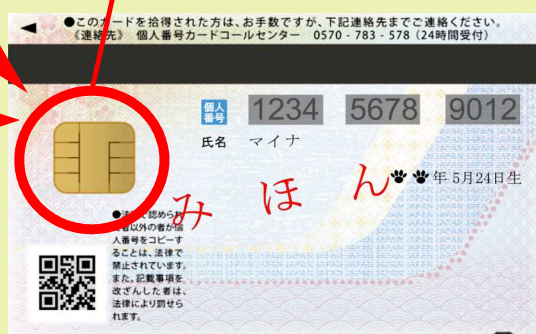 ●このカードを拾得された方は、お手数ですが、下記連絡先までご連絡ください。
《連絡先》 個人番号カードコールセンター 0570-783-578 (24時間受付)
個人番号 1234 5678 9012
氏名 マイナ
年 5月24日生
みほん
●法律で認められ
者以外の者が個
人番号をコピーす
ることは、法律で
禁止されています。
また、記載事項を
改ざんした者は、
法律により罰せら
れます。